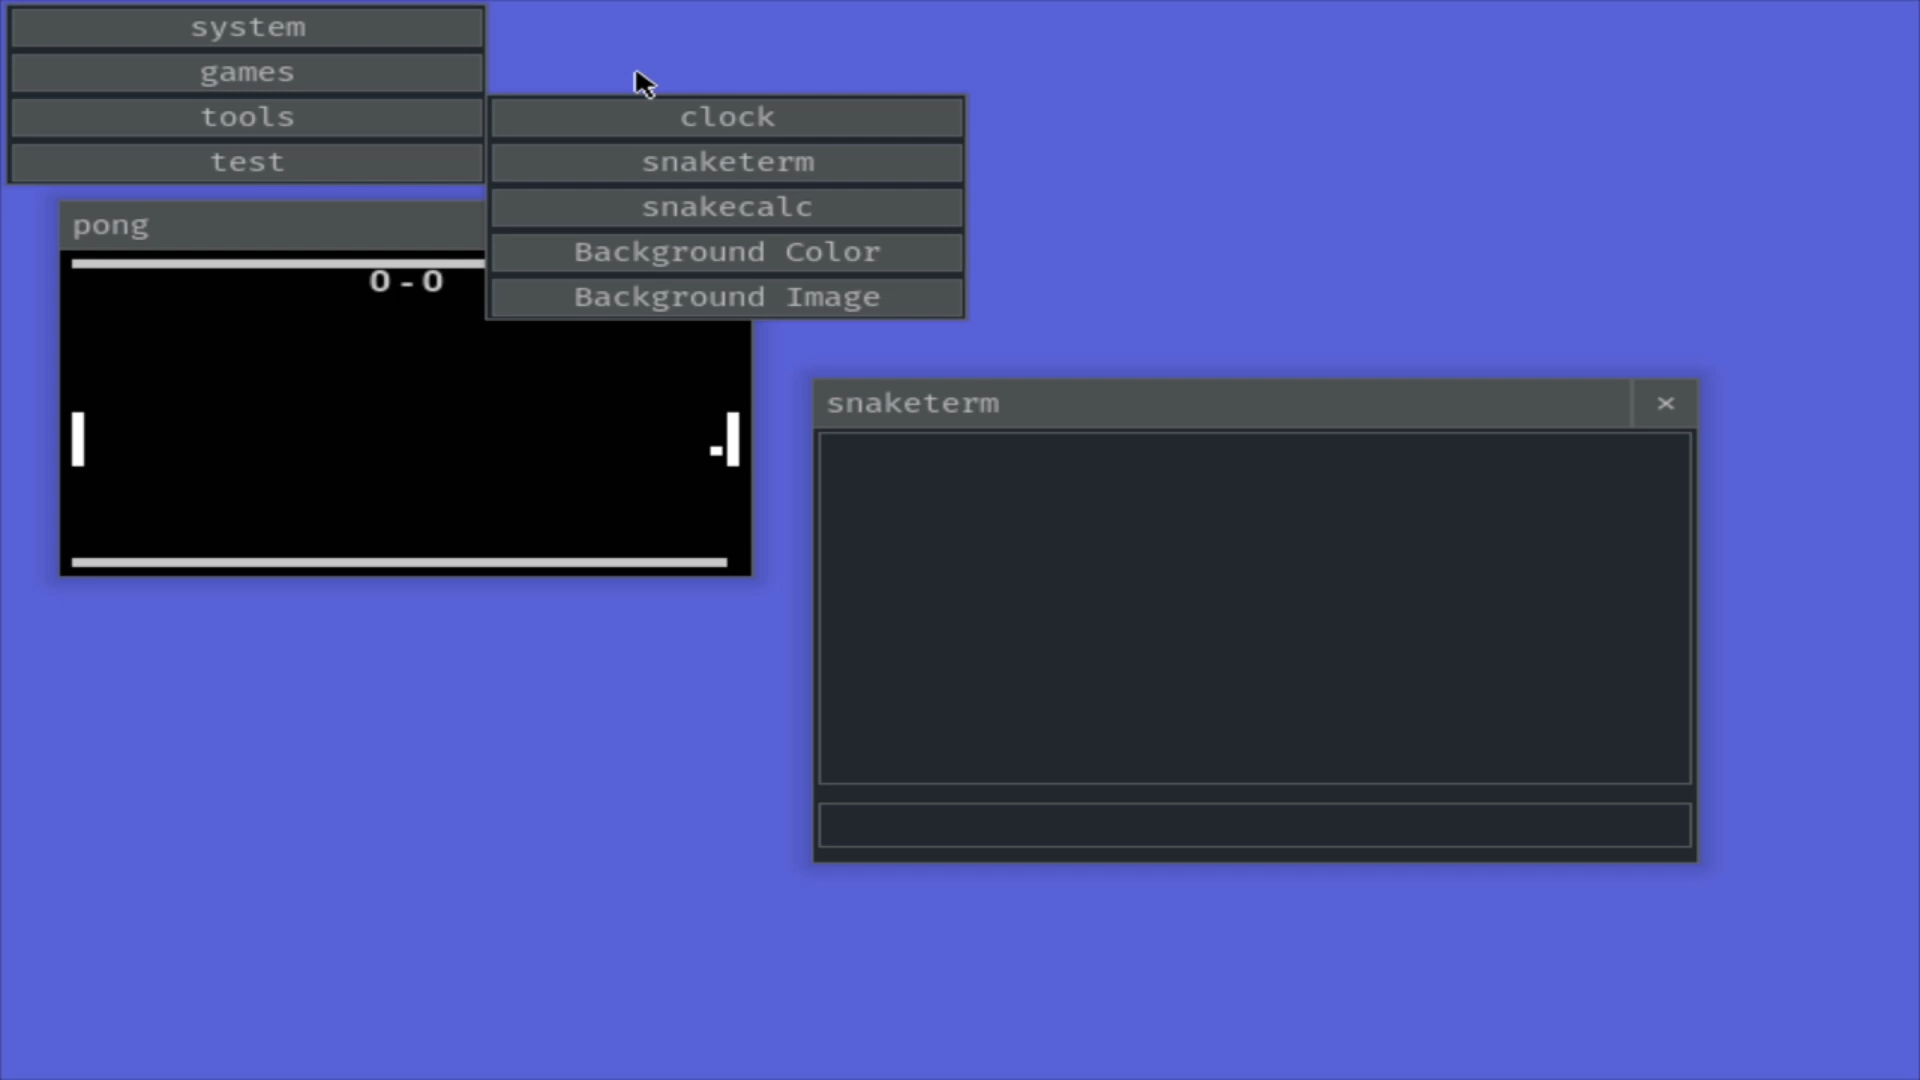 system
games
tools
test
clock
snaketerm
snakecalc
Background Color
Background Image
pong
0-0
snaketerm ×